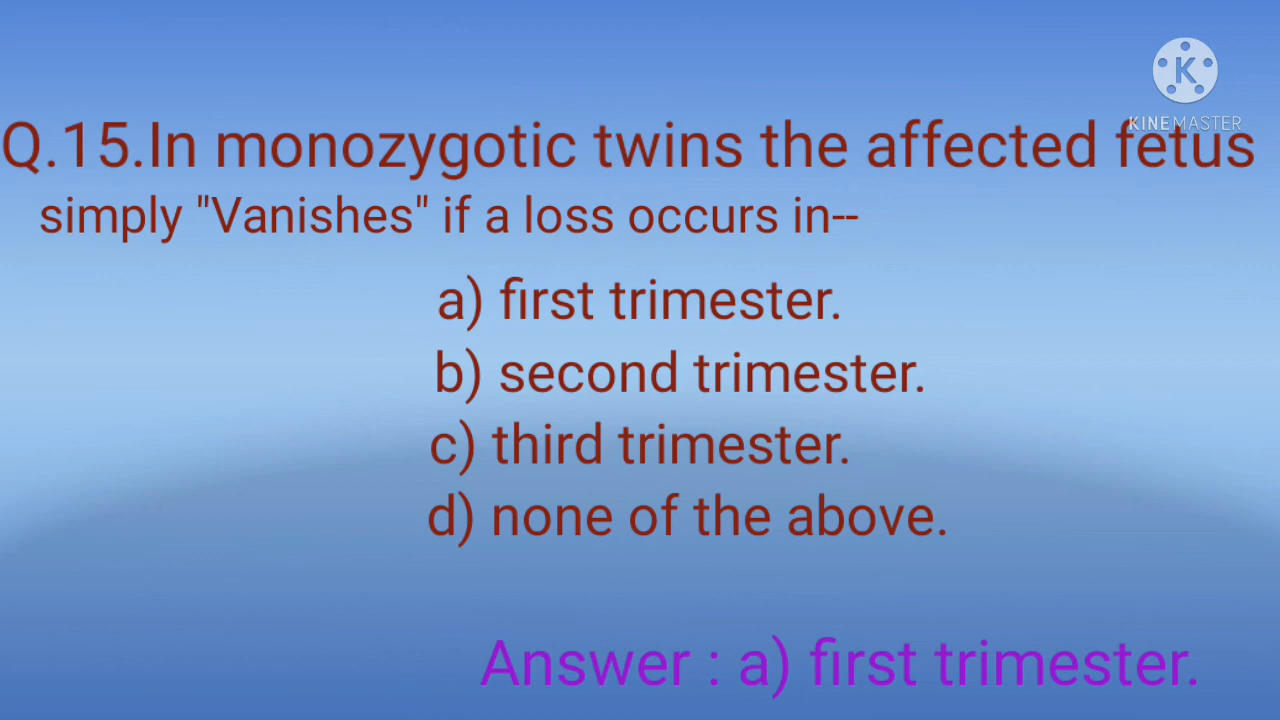 K
KINEMASTER
Q.15.In monozygotic twins the affected fetus
simply "Vanishes" if a loss occurs in--
a) first trimester.
b) second trimester.
c) third trimester.
d) none of the above.
Answer : a) first trimester.